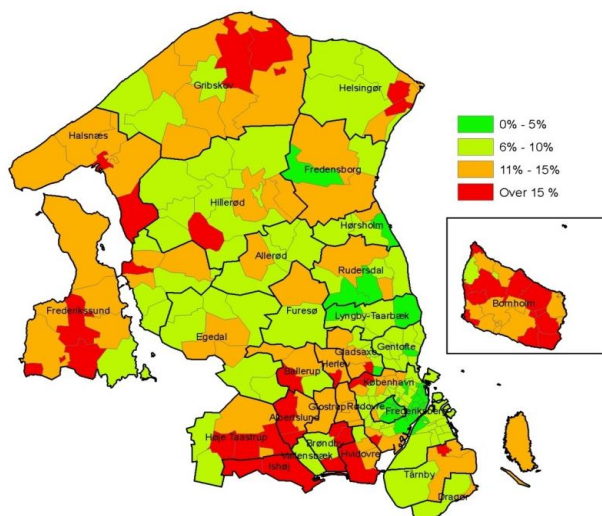 Gribskov
Helsingør
Halsnæs
0% - 5%
6% - 10%
11% - 15%
Over 15 %
Fredensborg
Hillerød
Hørsholm
Allerød
Rudersdal
Bornholm
Frederikssund
Furesø
Lyngby-Taarbæk
Egedal
Gentofte
Gladsaxe
Herlev
Ballerup
København
Glostrup
Rødovre
Albertslund
Frederiksberg
Høje Taastrup
Brøndby
Hvidovre
Vallensbæk
Ishøj
Tårnby
Dragør